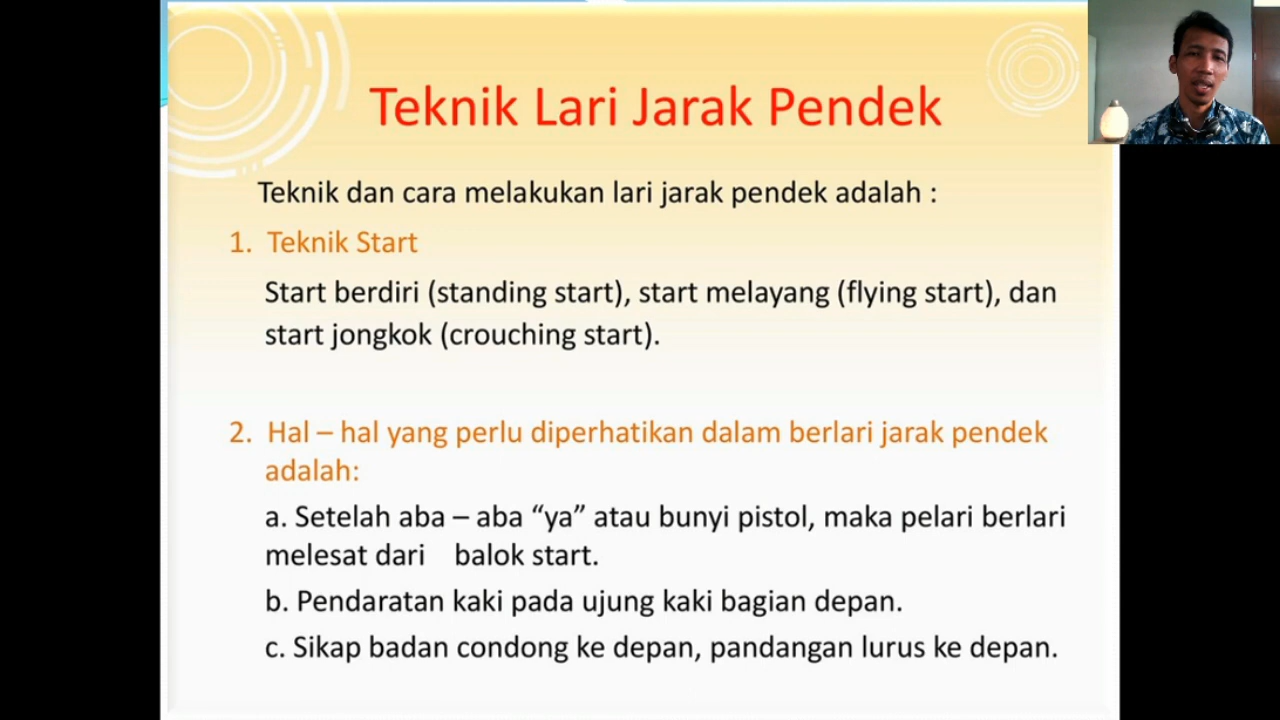 Teknik Lari Jarak Pendek
Teknik dan cara melakukan lari jarak pendek adalah :
1. Teknik Start
Start berdiri (standing start), start melayang (flying start), dan
start jongkok (crouching start).
2. Hal – hal yang perlu diperhatikan dalam berlari jarak pendek
adalah:
a. Setelah aba – aba “ya” atau bunyi pistol, maka pelari berlari
melesat dari balok start.
b. Pendaratan kaki pada ujung kaki bagian depan.
c. Sikap badan condong ke depan, pandangan lurus ke depan.